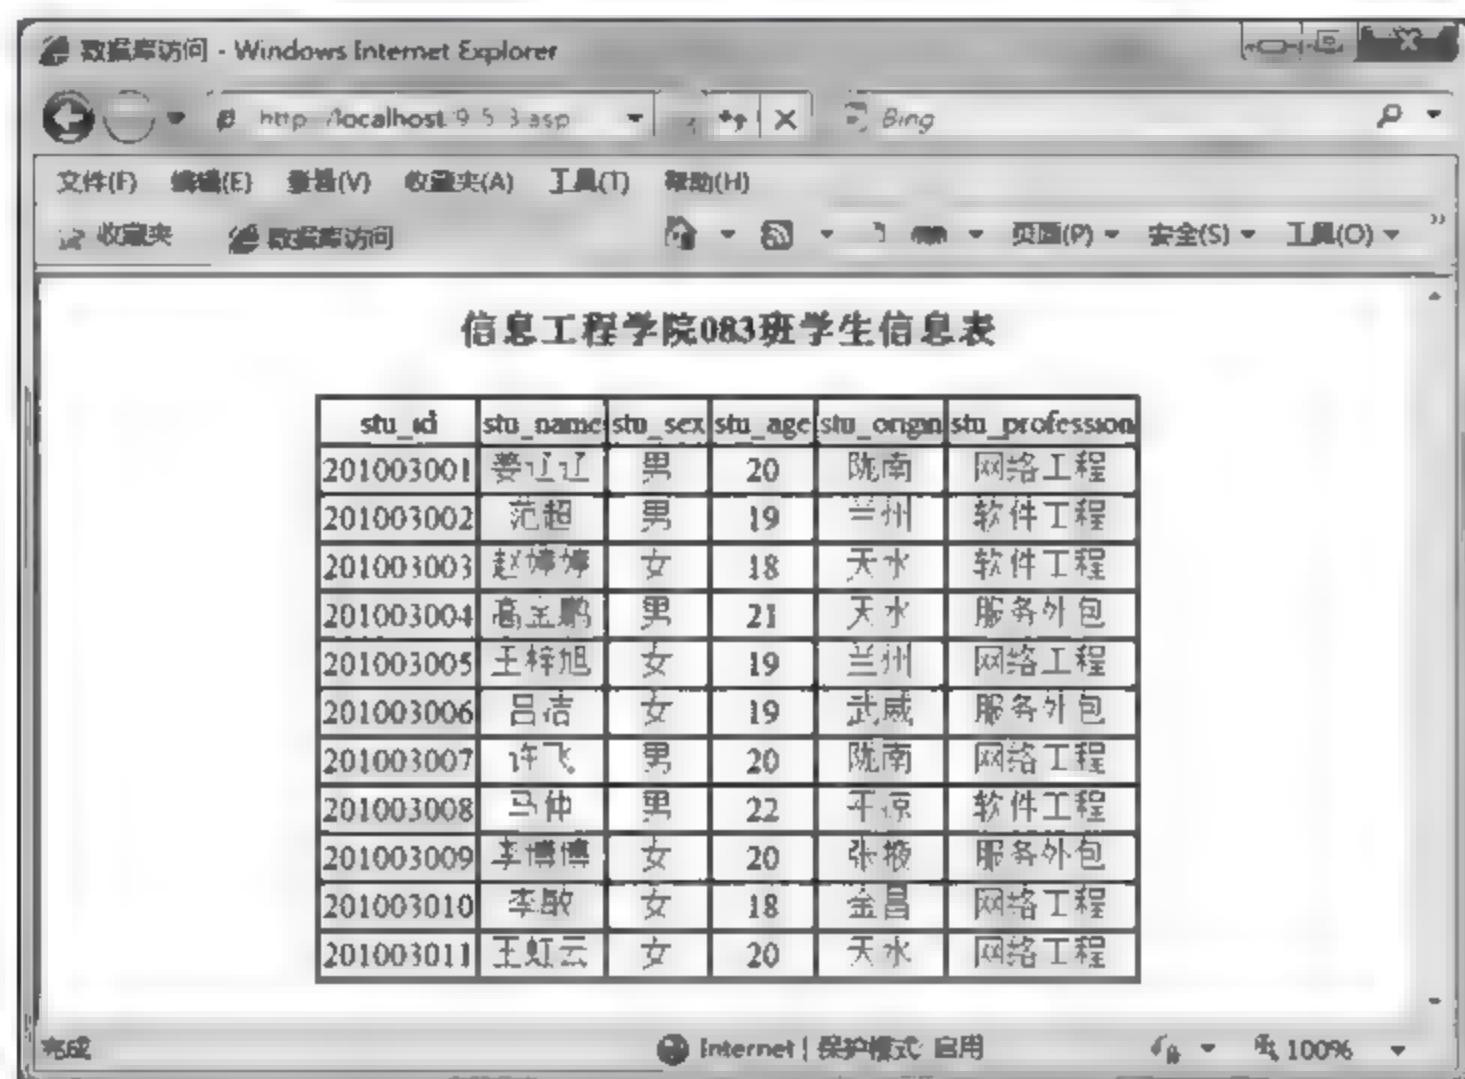 数据库访问 - Windows Internet Explorer
http://localhost/9-5-3.asp Bing
文件(F) 编辑(E) 查看(V) 收藏夹(A) 工具(T) 帮助(H)
收藏夹 数据库访问 页面(P) 安全(S) 工具(O) »
信息工程学院083班学生信息表
stu_id stu_name stu_sex stu_age stu_origin stu_profession
201003001 姜辽辽 男 20 陇南 网络工程
201003002 范超 男 19 兰州 软件工程
201003003 赵婷婷 女 18 天水 软件工程
201003004 高宝鹏 男 21 天水 服务外包
201003005 王梓旭 女 19 兰州 网络工程
201003006 吕洁 女 19 武威 服务外包
201003007 许飞 男 20 陇南 网络工程
201003008 马仲 男 22 平凉 软件工程
201003009 李博博 女 20 张掖 服务外包
201003010 李敏 女 18 金昌 网络工程
201003011 王虹云 女 20 天水 网络工程
完成 Internet | 保护模式: 启用 100%